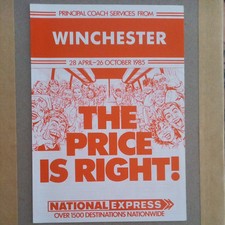 PRINCIPAL COACH SERVICES FROM
WINCHESTER
28 APRIL–26 OCTOBER 1985
THE
PRICE
IS RIGHT!
NATIONAL EXPRESS
OVER 1500 DESTINATIONS NATIONWIDE